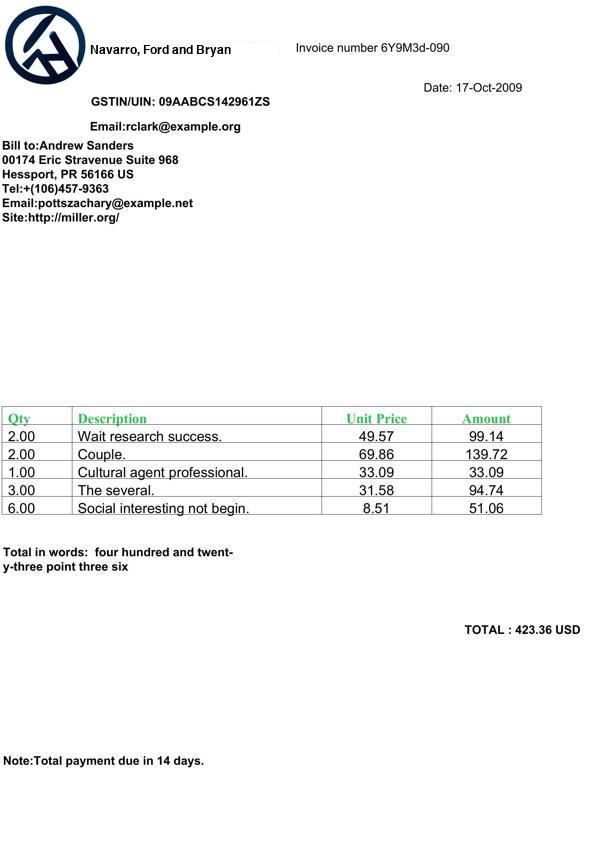 Navarro, Ford and Bryan
Invoice number 6Y9M3d-090
Date: 17-Oct-2009
GSTIN/UIN: 09AABCS142961ZS
Email:rclark@example.org
Bill to:Andrew Sanders
00174 Eric Stravenue Suite 968
Hessport, PR 56166 US
Tel:+(106)457-9363
Email:pottszachary@example.net
Site:http://miller.org/
Qty Description Unit Price Amount
2.00 Wait research success. 49.57 99.14
2.00 Couple. 69.86 139.72
1.00 Cultural agent professional. 33.09 33.09
3.00 The several. 31.58 94.74
6.00 Social interesting not begin. 8.51 51.06
Total in words:  four hundred and twent-
y-three point three six
TOTAL : 423.36 USD
Note:Total payment due in 14 days.